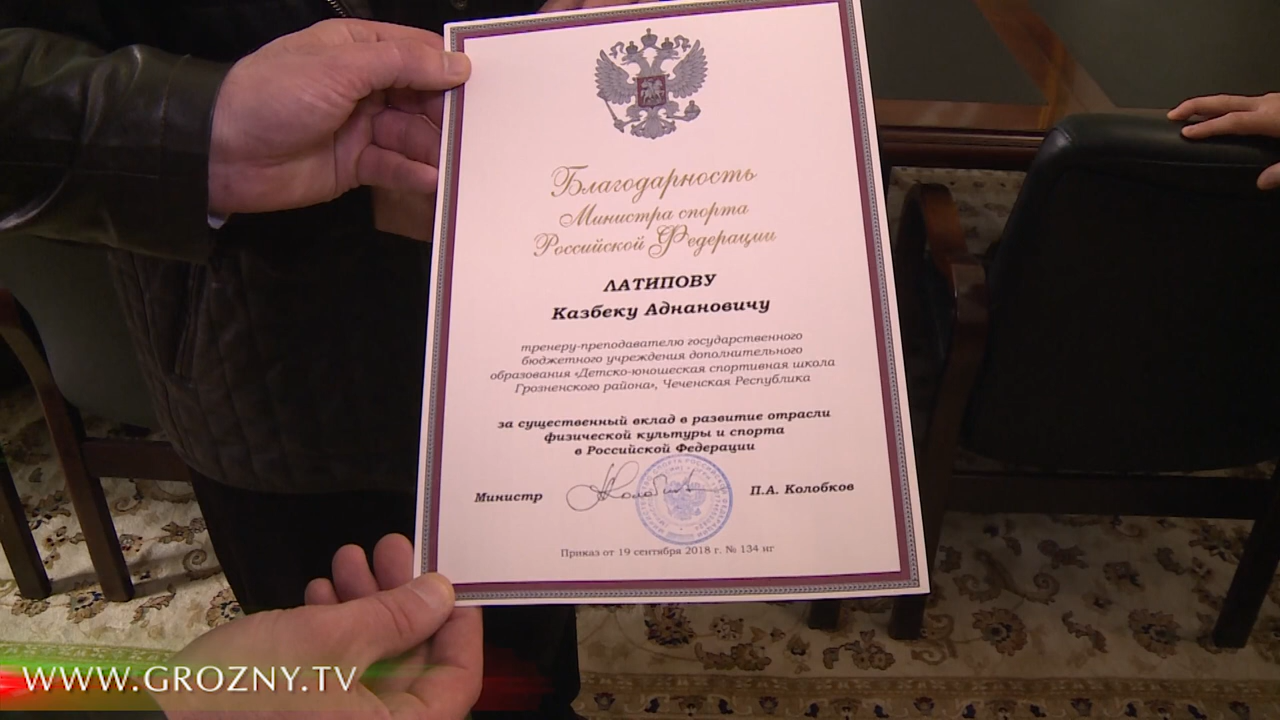 Благодарность
Министра спорта
Российской Федерации
ЛАТИПОВУ
Казбеку Аднановичу
тренеру-преподавателю государственного
бюджетного учреждения дополнительного
образования «Детско-юношеская спортивная школа
Грозненского района», Чеченская Республика
за существенный вклад в развитие отрасли
физической культуры и спорта
в Российской Федерации
Министр
П.А. Колобков
Приказ от 19 сентября 2018 г. № 134 нг
WWW.GROZNY.TV